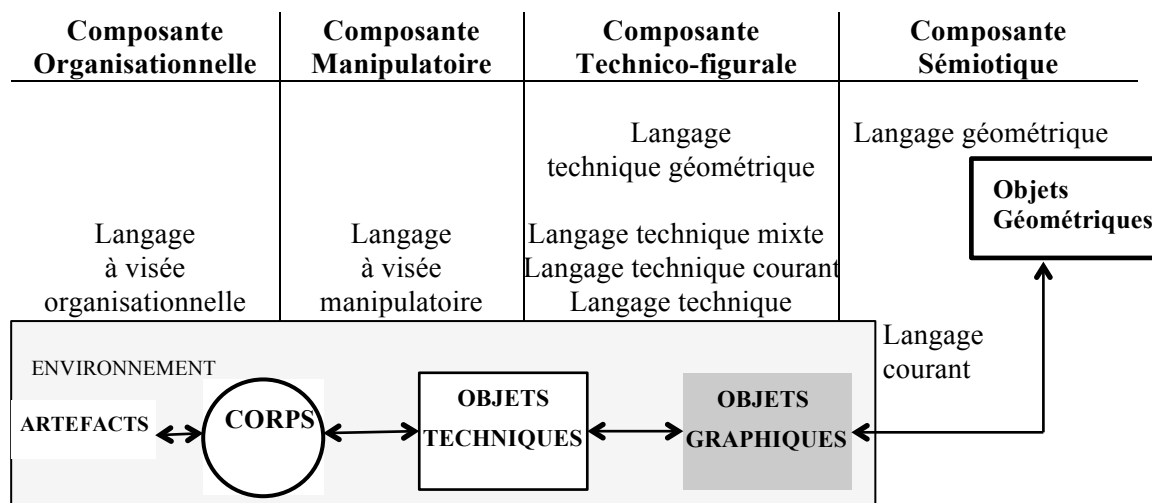 Composante
Organisationnelle
Composante
Manipulatoire
Composante
Technico-figurale
Composante
Sémiotique
Langage
technique géométrique
Langage géométrique
Objets
Géométriques
Langage
à visée
organisationnelle
Langage
à visée
manipulatoire
Langage technique mixte
Langage technique courant
Langage technique
Langage
courant
ENVIRONNEMENT
ARTEFACTS
CORPS
OBJETS
TECHNIQUES
OBJETS
GRAPHIQUES